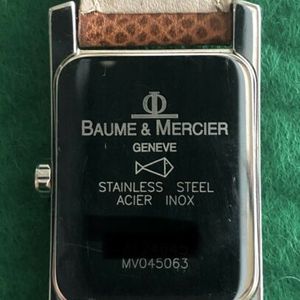 BAUME & MERCIER
GENEVE
STAINLESS STEEL
ACIER INOX
MV045063